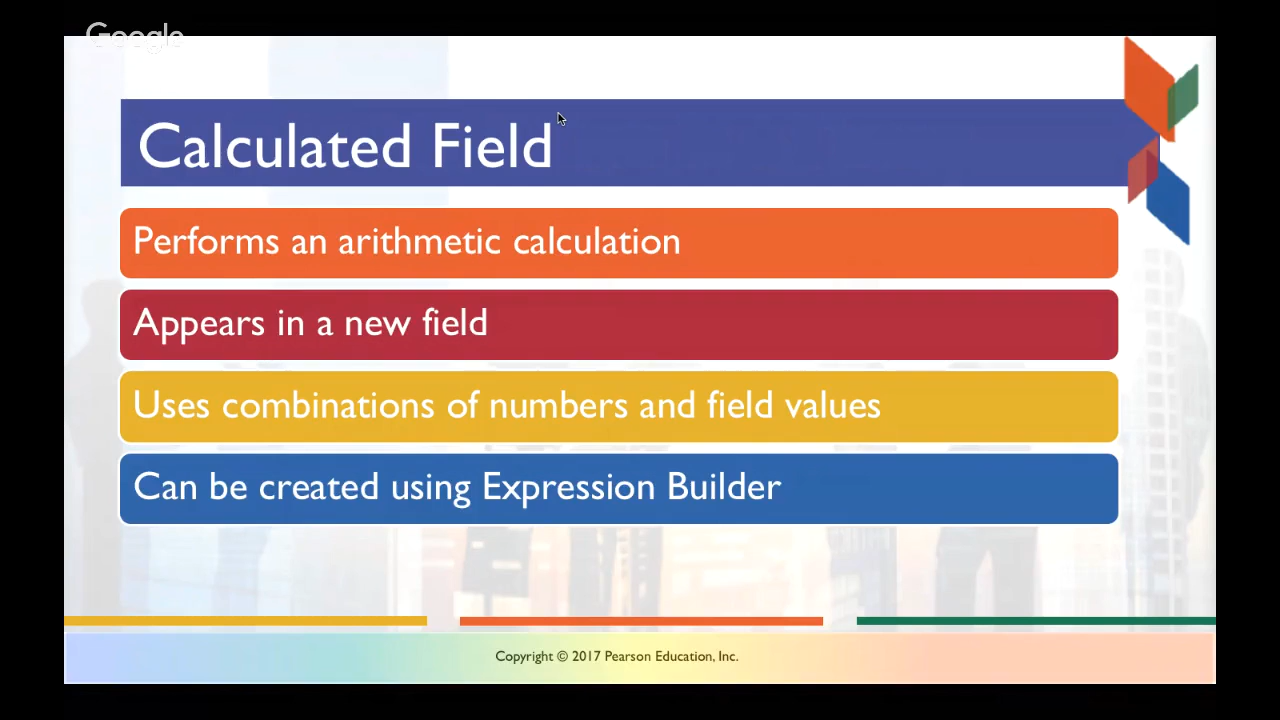 Google
Calculated Field
Performs an arithmetic calculation
Appears in a new field
Uses combinations of numbers and field values
Can be created using Expression Builder
Copyright © 2017 Pearson Education, Inc.